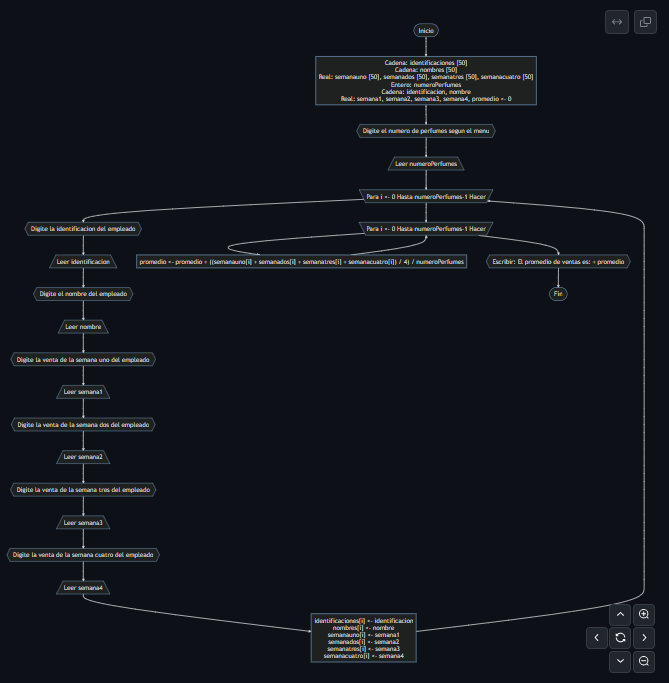 Inicio
Cadena: identificaciones [50]
Cadena: nombres [50]
Real: semanauno [50], semanados [50], semanatres [50], semanacuatro [50]
Entero: numeroPerfumes
Cadena: identificacion, nombre
Real: semana1, semana2, semana3, semana4, promedio <- 0
Digite el numero de perfumes segun el menu
Leer numeroPerfumes
Para i <- 0 Hasta numeroPerfumes-1 Hacer
Digite la identificacion del empleado
Leer identificacion
Digite el nombre del empleado
Leer nombre
Digite la venta de la semana uno del empleado
Leer semana1
Digite la venta de la semana dos del empleado
Leer semana2
Digite la venta de la semana tres del empleado
Leer semana3
Digite la venta de la semana cuatro del empleado
Leer semana4
identificaciones[i] <- identificacion
nombres[i] <- nombre
semanauno[i] <- semana1
semanados[i] <- semana2
semanatres[i] <- semana3
semanacuatro[i] <- semana4
Para i <- 0 Hasta numeroPerfumes-1 Hacer
promedio <- promedio + ((semanauno[i] + semanados[i] + semanatres[i] + semanacuatro[i]) / 4) / numeroPerfumes
Escribir: El promedio de ventas es: + promedio
Fin